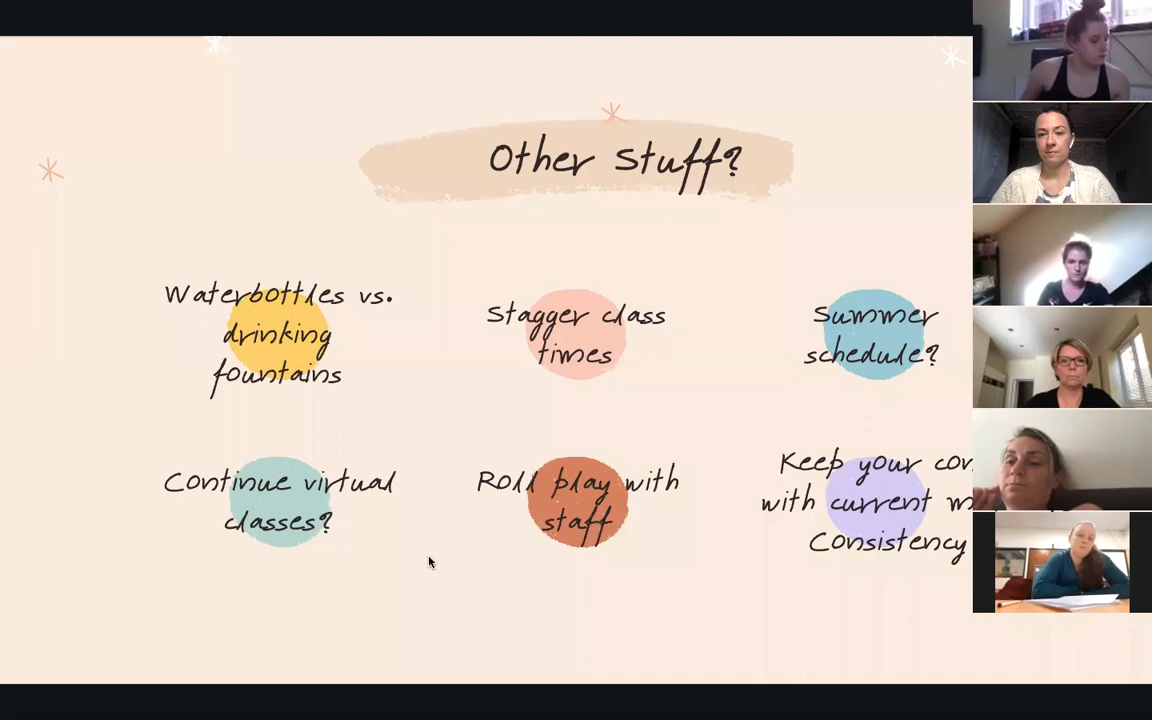 Other Stuff?
Waterbottles vs.
drinking
fountains
Stagger class
times
Summer
schedule?
Continue virtual
classes?
Roll play with
staff
Keep your
with current
Consistency